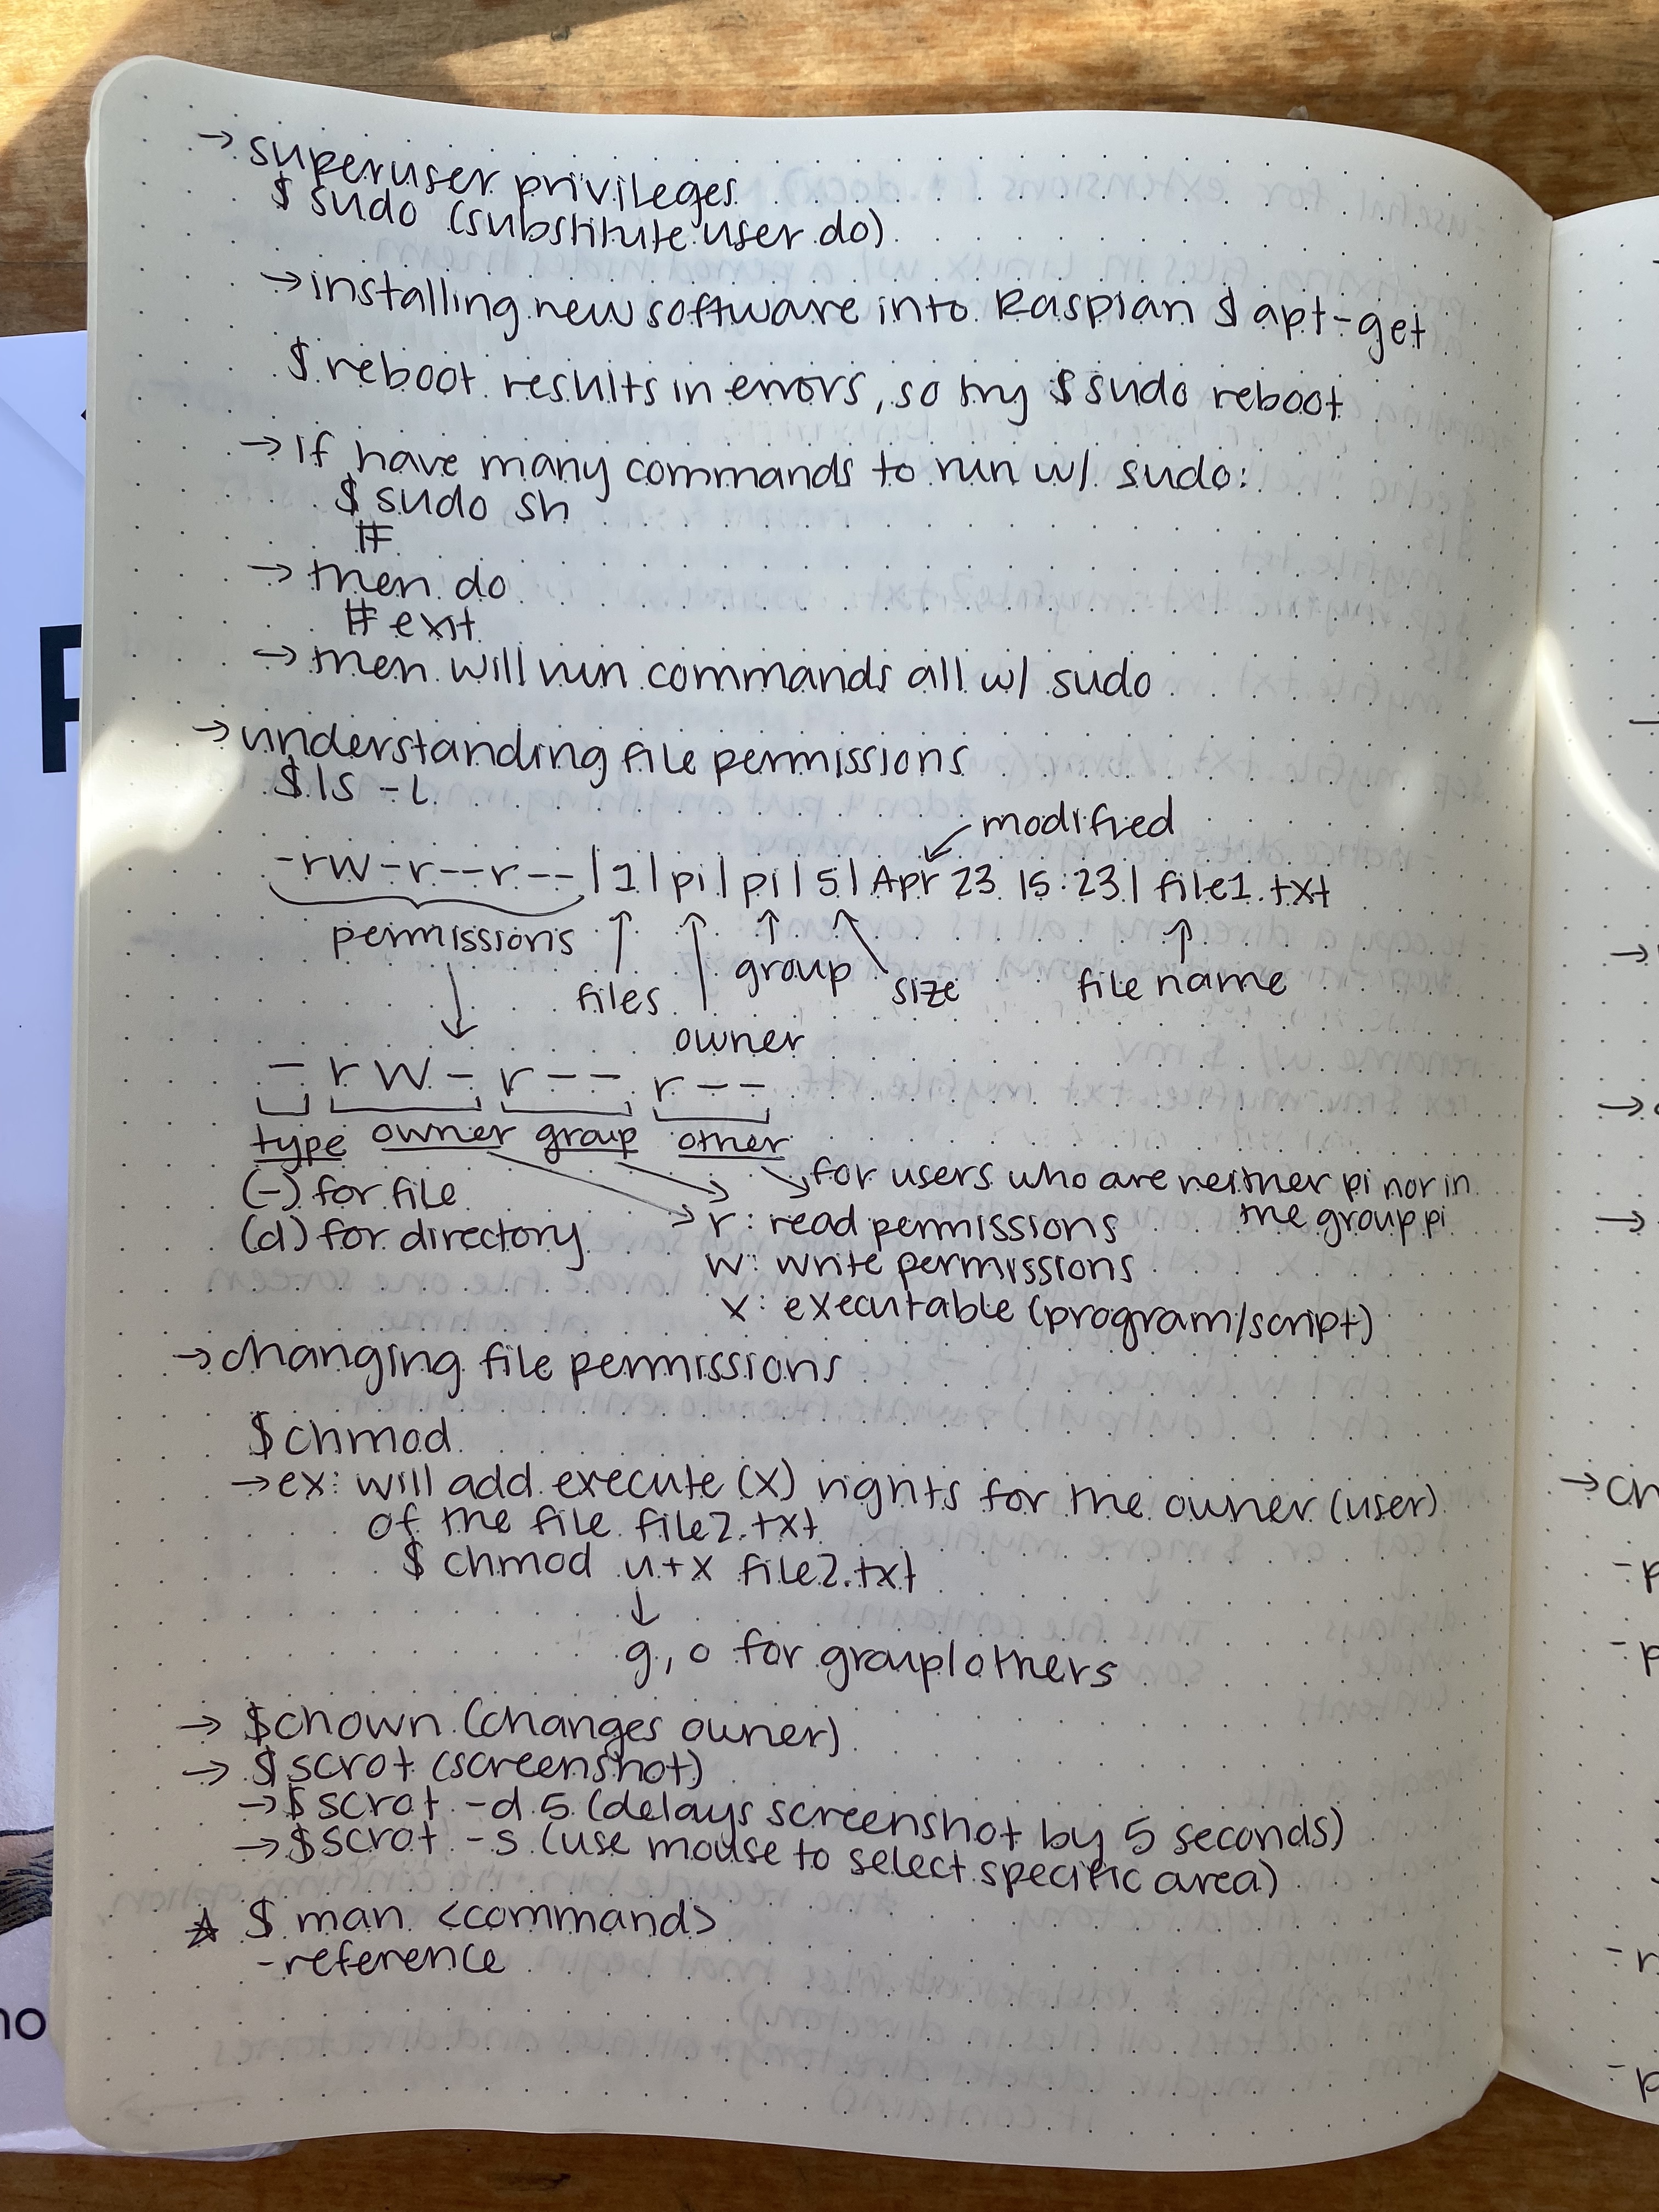 → superuser privileges
$ sudo (substitute user do)
→ installing new software into Raspian $ apt-get
$ reboot results in errors, so try $ sudo reboot
→ If have many commands to run w/ sudo:
$ sudo sh
#
→ then do
# exit
→ then will run commands all w/ sudo
→ understanding file permissions
$ ls -l
modified
-rw-r--r-- | 1 | pi | pi | 5 | Apr 23 15:23 | file1.txt
permissions
files
owner
group
size
file name
- rw- r-- r--
type owner group other
(-) for file
(d) for directory
for users who are neither pi nor in
the group pi
r: read permissions
w: write permissions
x: executable (program/script)
→ changing file permissions
$ chmod
→ ex: will add execute (x) rights for the owner (user)
of the file file2.txt
$ chmod u+x file2.txt
↓
g, o for group/others
→ $ chown (changes owner)
→ $ scrot (screenshot)
→ $ scrot -d 5 (delays screenshot by 5 seconds)
→ $ scrot -s (use mouse to select specific area)
☆ $ man <command>
- reference